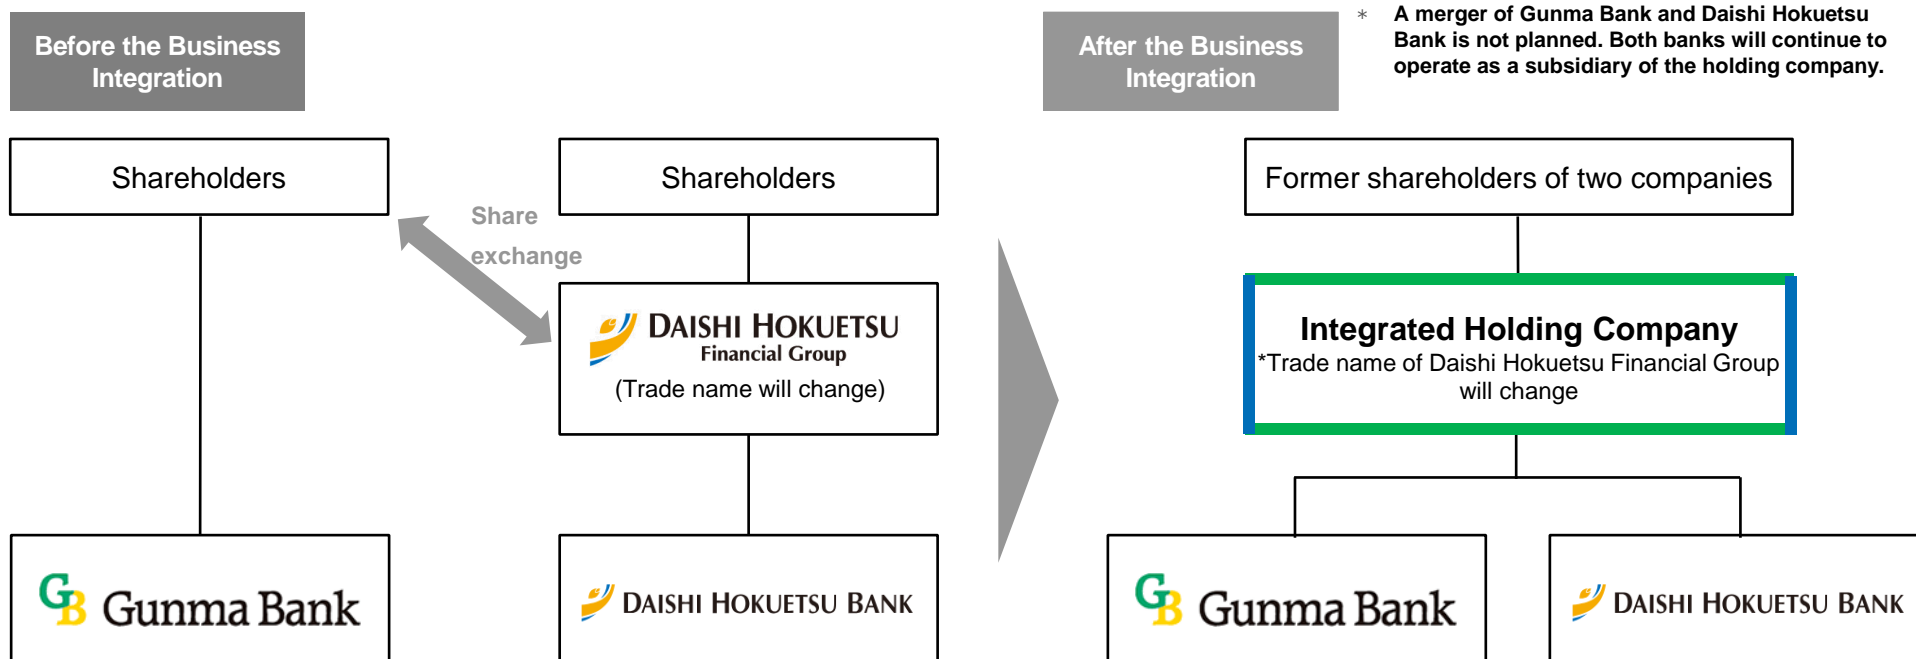 Before the Business
Integration
After the Business
Integration
* A merger of Gunma Bank and Daishi Hokuetsu
Bank is not planned. Both banks will continue to
operate as a subsidiary of the holding company.
Shareholders
Shareholders
Former shareholders of two companies
Share
exchange
DAISHI HOKUETSU
Financial Group
(Trade name will change)
Integrated Holding Company
*Trade name of Daishi Hokuetsu Financial Group
will change
GB Gunma Bank
DAISHI HOKUETSU BANK
GB Gunma Bank
DAISHI HOKUETSU BANK